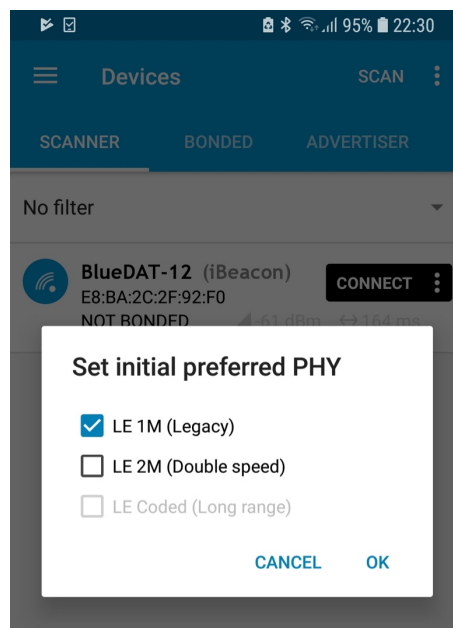 95% 22:30
Devices SCAN
SCANNER BONDED ADVERTISER
No filter
BlueDAT-12 (iBeacon)
E8:BA:2C:2F:92:F0
CONNECT
NOT BONDED -61 dBm 164 ms
Set initial preferred PHY
LE 1M (Legacy)
LE 2M (Double speed)
LE Coded (Long range)
CANCEL OK